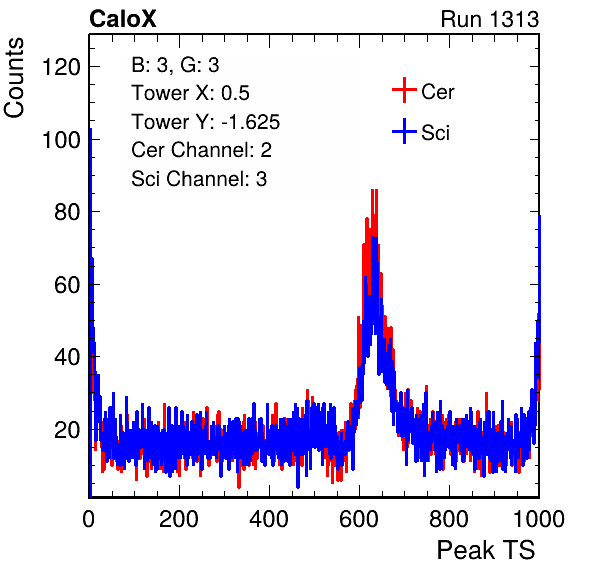 CaloX Run 1313
Counts
B: 3, G: 3
Tower X: 0.5
Tower Y: -1.625
Cer Channel: 2
Sci Channel: 3
Cer
Sci
120
100
80
60
40
20
0 200 400 600 800 1000
Peak TS